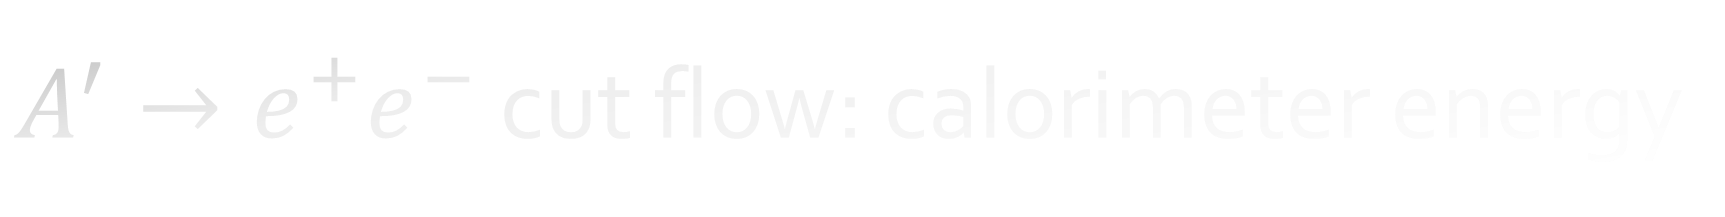 A′ → e⁺e⁻ cut flow: calorimeter energy